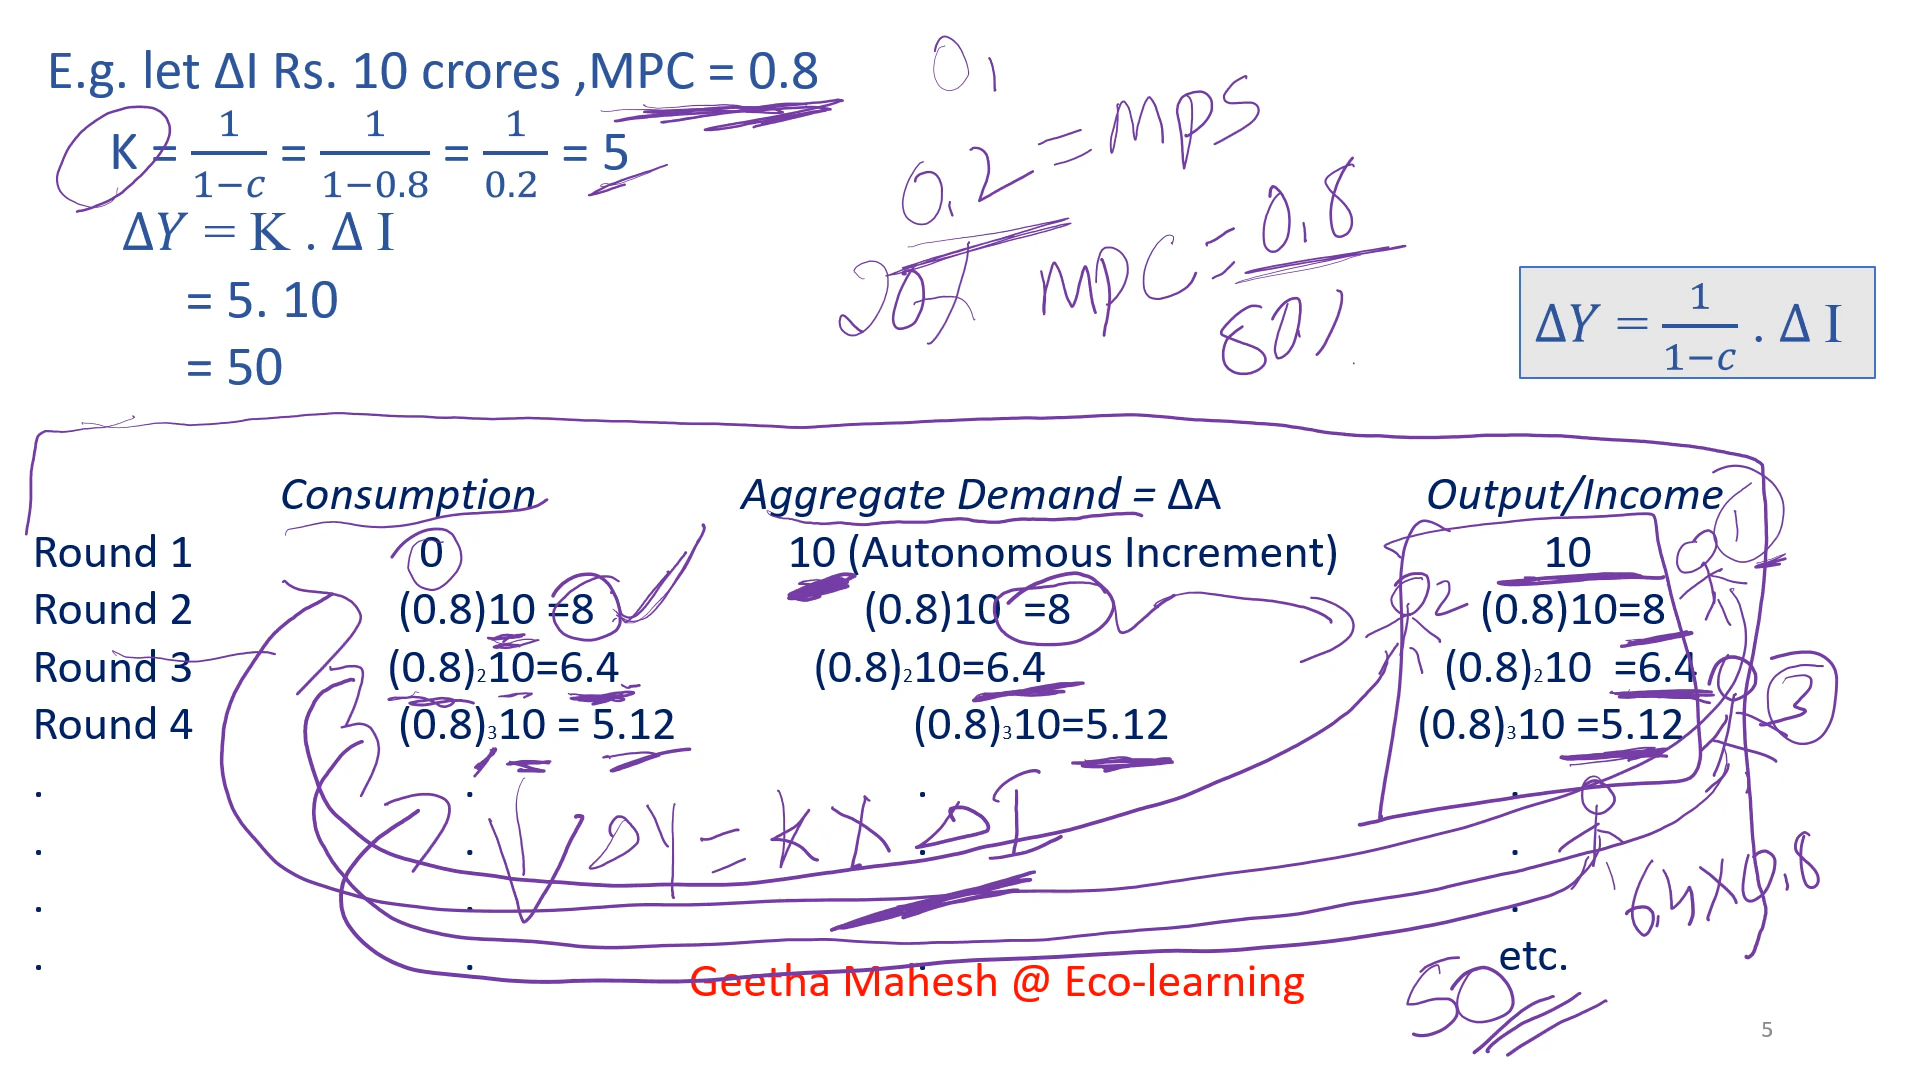 E.g. let ΔI Rs. 10 crores ,MPC = 0.8
K = 1/(1−c) = 1/(1−0.8) = 1/0.2 = 5
ΔY = K . Δ I
= 5. 10
= 50
0,
0.2 = MPS
20%
MPC = 0.8
80%
ΔY = 1/(1−c) . Δ I
Consumption Aggregate Demand = ΔA Output/Income
Round 1 0 10 (Autonomous Increment) 10 1
Round 2 (0.8)10 =8 (0.8)10 =8 2 (0.8)10=8
Round 3 (0.8)₂10=6.4 (0.8)₂10=6.4 (0.8)₂10 =6.4 3
Round 4 (0.8)₃10 = 5.12 (0.8)₃10=5.12 (0.8)₃10 =5.12
. . . .
ΔY = K X ΔI
. . . .
6.4 X 0.8
. . .
. . . etc.
50
Geetha Mahesh @ Eco-learning
5